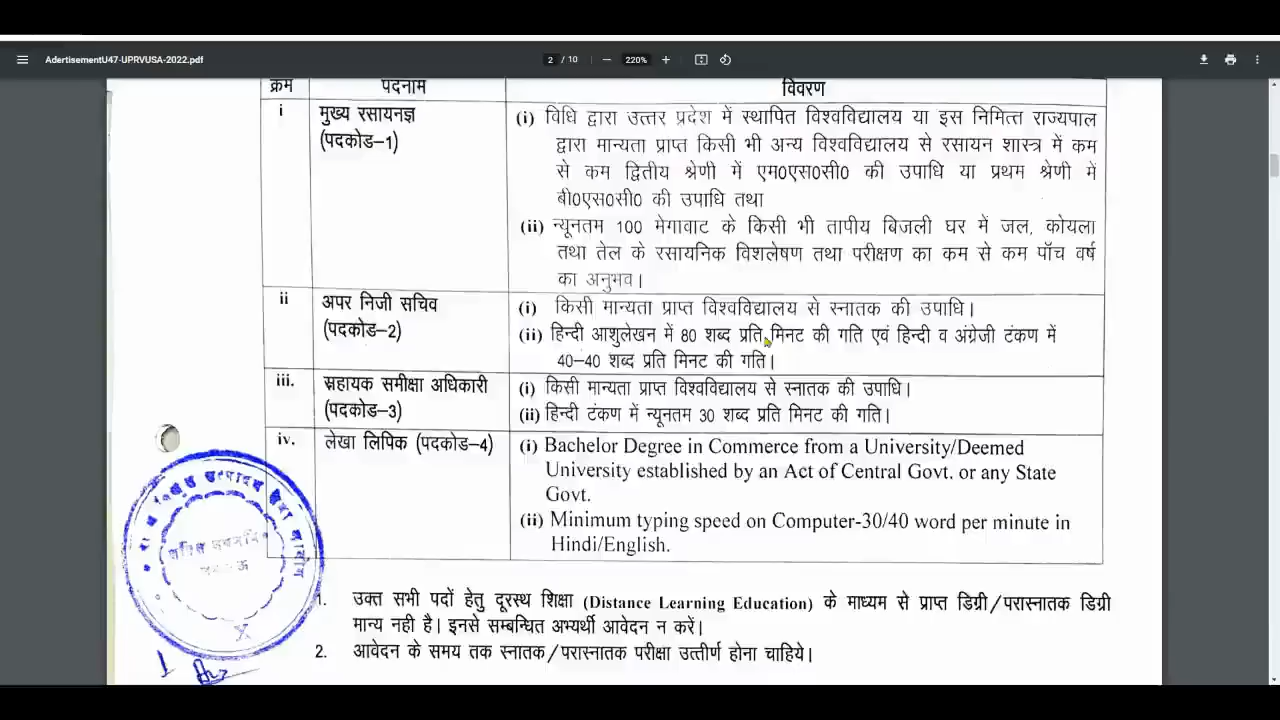 AdertisementU47-UPRVUSA-2022.pdf
2 / 10
220%
क्रम पदनाम विवरण
i मुख्य रसायनज्ञ (i) विधि द्वारा उत्तर प्रदेश में स्थापित विश्वविद्यालय या इस निमित्त राज्यपाल
(पदकोड–1) द्वारा मान्यता प्राप्त किसी भी अन्य विश्वविद्यालय से रसायन शास्त्र में कम
से कम द्वितीय श्रेणी में एम0एस0सी0 की उपाधि या प्रथम श्रेणी में
बी0एस0सी0 की उपाधि तथा
(ii) न्यूनतम 100 मेगावाट के किसी भी तापीय बिजली घर में जल, कोयला
तथा तेल के रसायनिक विशलेषण तथा परीक्षण का कम से कम पॉच वर्ष
का अनुभव।
ii अपर निजी सचिव (i) किसी मान्यता प्राप्त विश्वविद्यालय से स्नातक की उपाधि।
(पदकोड–2) (ii) हिन्दी आशुलेखन में 80 शब्द प्रति मिनट की गति एवं हिन्दी व अंग्रेजी टंकण में
40–40 शब्द प्रति मिनट की गति।
iii. सहायक समीक्षा अधिकारी (i) किसी मान्यता प्राप्त विश्वविद्यालय से स्नातक की उपाधि।
(पदकोड–3) (ii) हिन्दी टंकण में न्यूनतम 30 शब्द प्रति मिनट की गति।
iv. लेखा लिपिक (पदकोड–4) (i) Bachelor Degree in Commerce from a University/Deemed
University established by an Act of Central Govt. or any State
Govt.
(ii) Minimum typing speed on Computer-30/40 word per minute in
Hindi/English.
1. उक्त सभी पदों हेतु दूरस्थ शिक्षा (Distance Learning Education) के माध्यम से प्राप्त डिग्री/परास्नातक डिग्री
मान्य नही है। इनसे सम्बन्धित अभ्यर्थी आवेदन न करें।
2. आवेदन के समय तक स्नातक/परास्नातक परीक्षा उत्तीर्ण होना चाहिये।